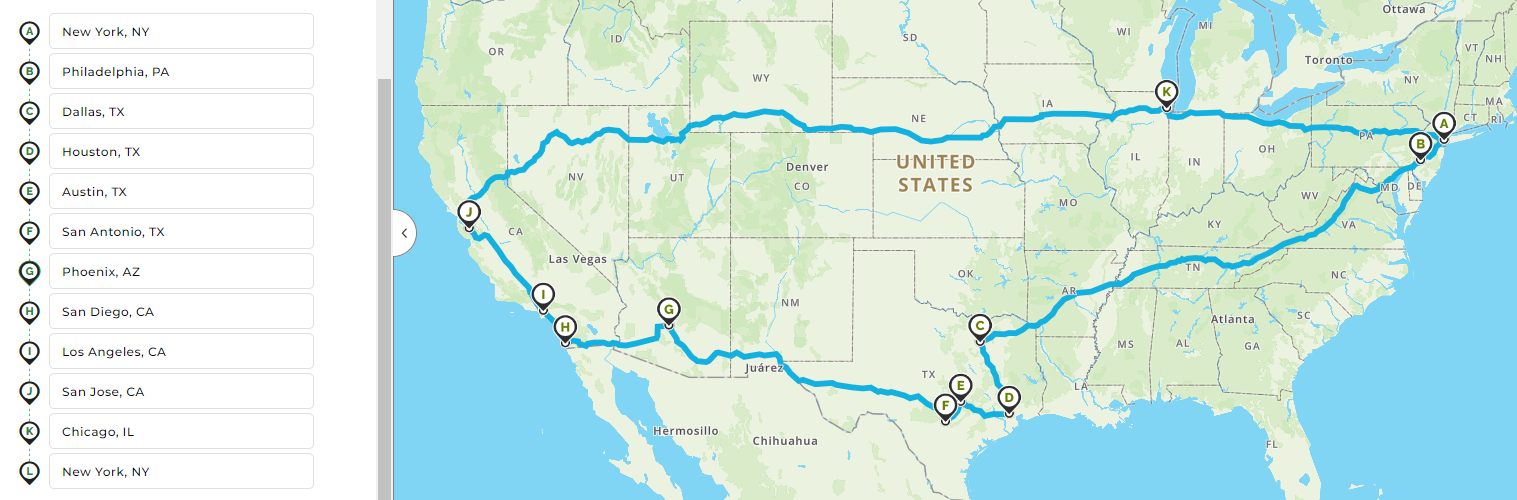 A New York, NY
B Philadelphia, PA
C Dallas, TX
D Houston, TX
E Austin, TX
F San Antonio, TX
G Phoenix, AZ
H San Diego, CA
I Los Angeles, CA
J San Jose, CA
K Chicago, IL
L New York, NY
Ottawa
OR
ID
SD
WI
MI
VT
NH
Toronto
WY
NY
K
MA
IA
CT
RI
NE
A
PA
B
OH
IL
IN
Denver
UNITED
STATES
NV
UT
CO
MD
DE
WV
MO
J
KY
VA
CA
Las Vegas
TN
OK
NC
AR
I
NM
G
SC
Atlanta
H
C
MS
AL
GA
Juárez
TX
E
LA
F
D
Hermosillo
Chihuahua
FL